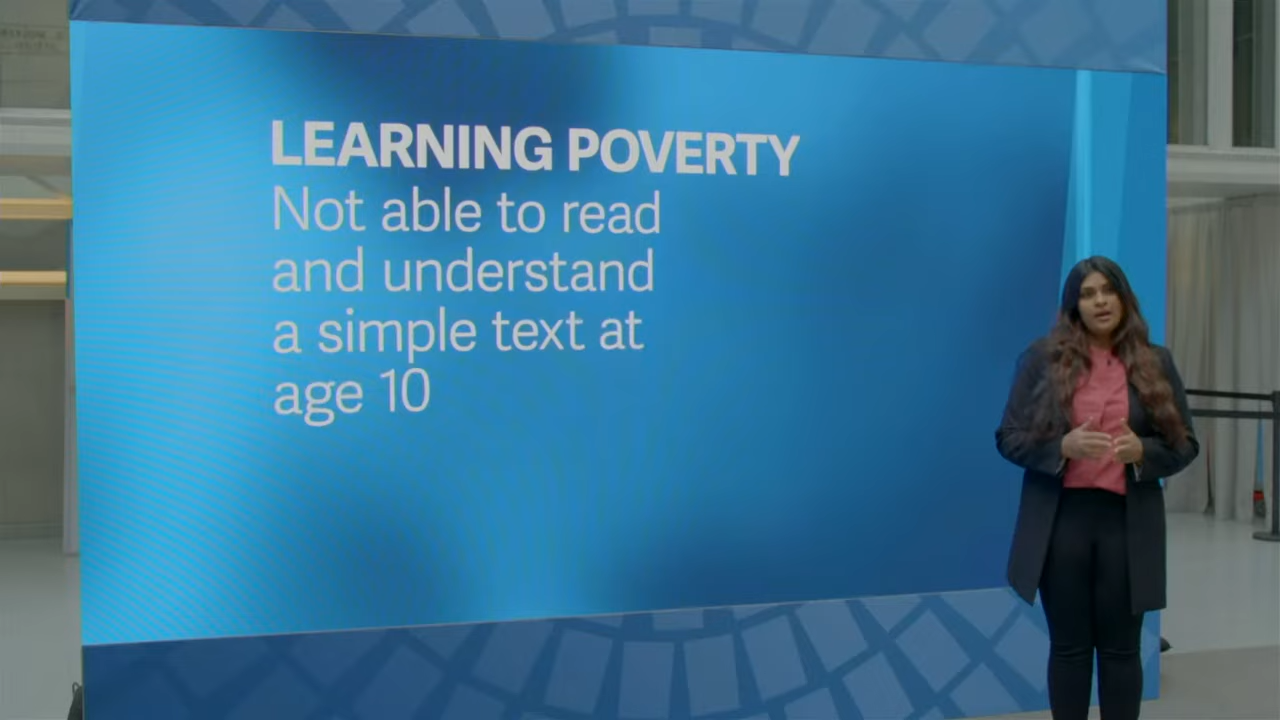 LEARNING POVERTY
Not able to read
and understand
a simple text at
age 10